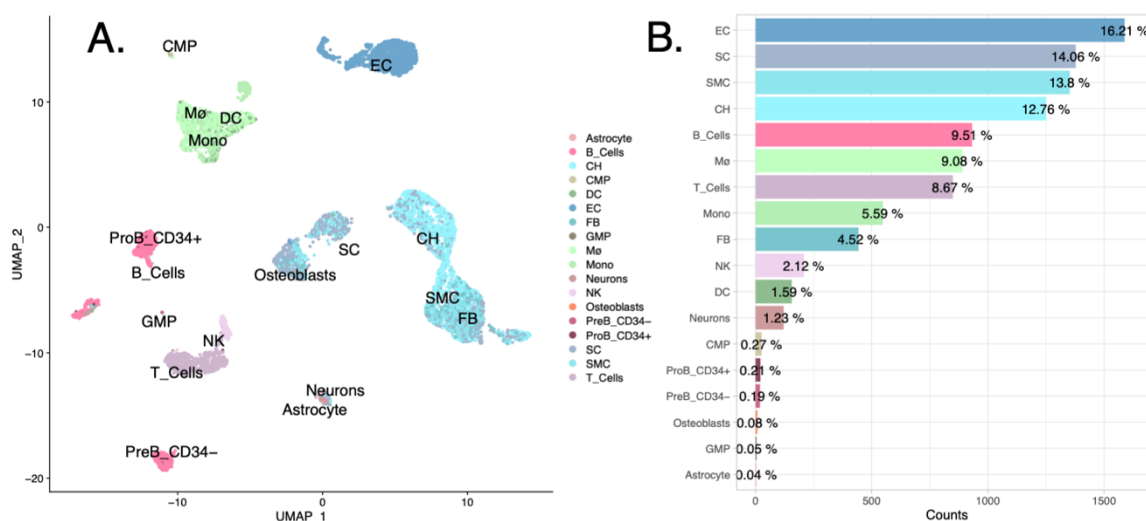 A.
CMP
EC
Mø
DC
Mono
ProB_CD34+
B_Cells
SC
Osteoblasts
CH
SMC
FB
GMP
NK
T_Cells
Neurons
Astrocyte
PreB_CD34−
10
0
−10
−20
UMAP_2
−10
0
10
UMAP_1
Astrocyte
B_Cells
CH
CMP
DC
EC
FB
GMP
Mø
Mono
Neurons
NK
Osteoblasts
PreB_CD34−
ProB_CD34+
SC
SMC
T_Cells
B.
EC 16.21 %
SC 14.06 %
SMC 13.8 %
CH 12.76 %
B_Cells 9.51 %
Mø 9.08 %
T_Cells 8.67 %
Mono 5.59 %
FB 4.52 %
NK 2.12 %
DC 1.59 %
Neurons 1.23 %
CMP 0.27 %
ProB_CD34+ 0.21 %
PreB_CD34− 0.19 %
Osteoblasts 0.08 %
GMP 0.05 %
Astrocyte 0.04 %
0 500 1000 1500
Counts